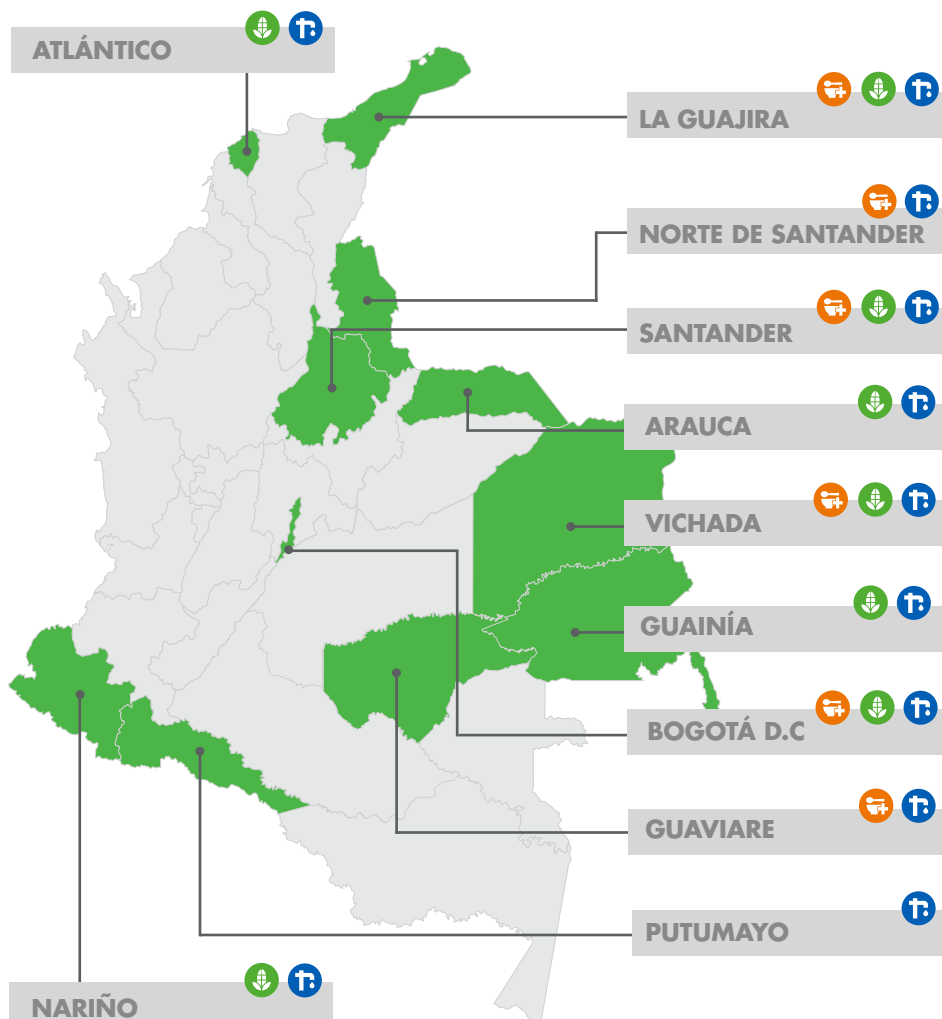 ATLÁNTICO
LA GUAJIRA
NORTE DE SANTANDER
SANTANDER
ARAUCA
VICHADA
GUAINÍA
BOGOTÁ D.C
GUAVIARE
PUTUMAYO
NARIÑO